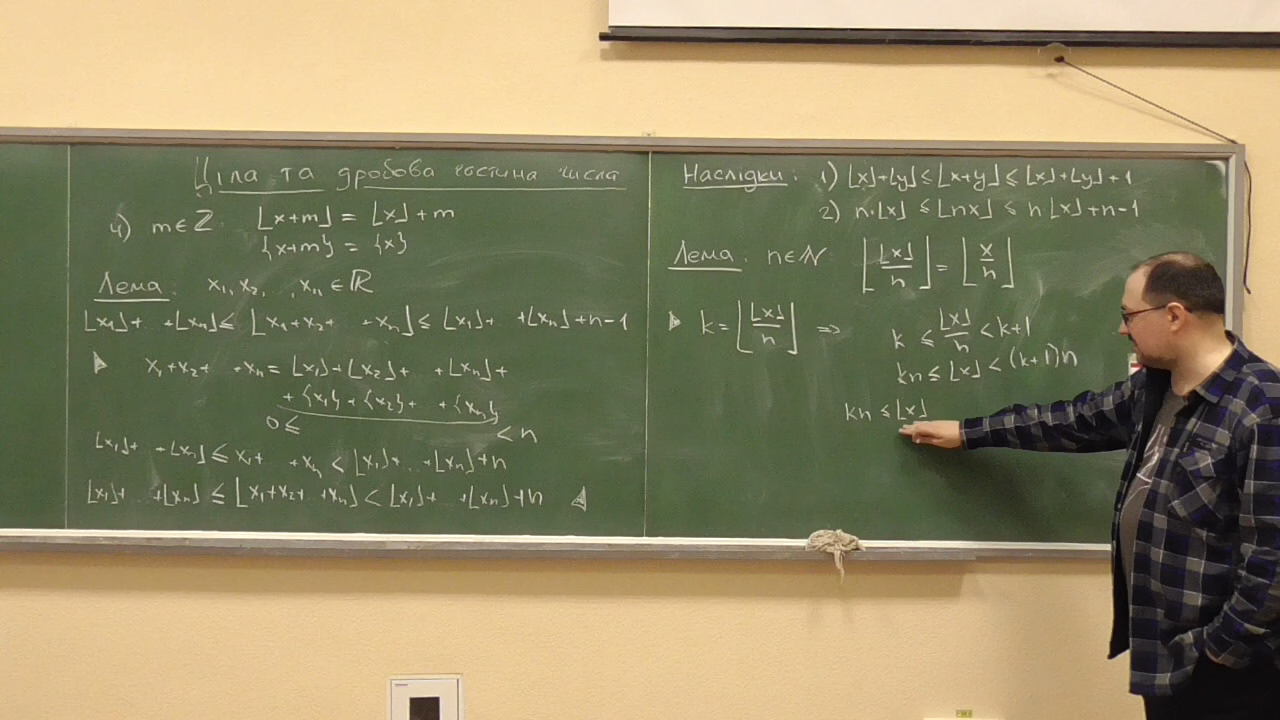 Ціла та дробова частина числа
4) m∈ℤ ⌊x+m⌋ = ⌊x⌋+m
{x+m} = {x}
Лема: x₁, x₂, , xₙ ∈ ℝ
⌊x₁⌋+ ..+⌊xₙ⌋ ≤ ⌊x₁+x₂+ ..+xₙ⌋ ≤ ⌊x₁⌋+ ..+⌊xₙ⌋+n-1
x₁+x₂+ ..+xₙ = ⌊x₁⌋+⌊x₂⌋+ ..+⌊xₙ⌋+
+{x₁}+{x₂}+ ..+{xₙ}
0≤ <n
⌊x₁⌋+ ..+⌊xₙ⌋ ≤ x₁+ ..+xₙ < ⌊x₁⌋+ ..+⌊xₙ⌋+n
⌊x₁⌋+ ..+⌊xₙ⌋ ≤ ⌊x₁+x₂+ ..+xₙ⌋ < ⌊x₁⌋+ ..+⌊xₙ⌋+n
Наслідки: 1) ⌊x⌋+⌊y⌋ ≤ ⌊x+y⌋ ≤ ⌊x⌋+⌊y⌋+1
2) n·⌊x⌋ ≤ ⌊nx⌋ ≤ n⌊x⌋+n-1
Лема: n∈ℕ ⌊⌊x⌋/n⌋ = ⌊x/n⌋
k = ⌊⌊x⌋/n⌋ ⇒ k ≤ ⌊x⌋/n < k+1
kn ≤ ⌊x⌋ < (k+1)n
kn ≤ ⌊x⌋